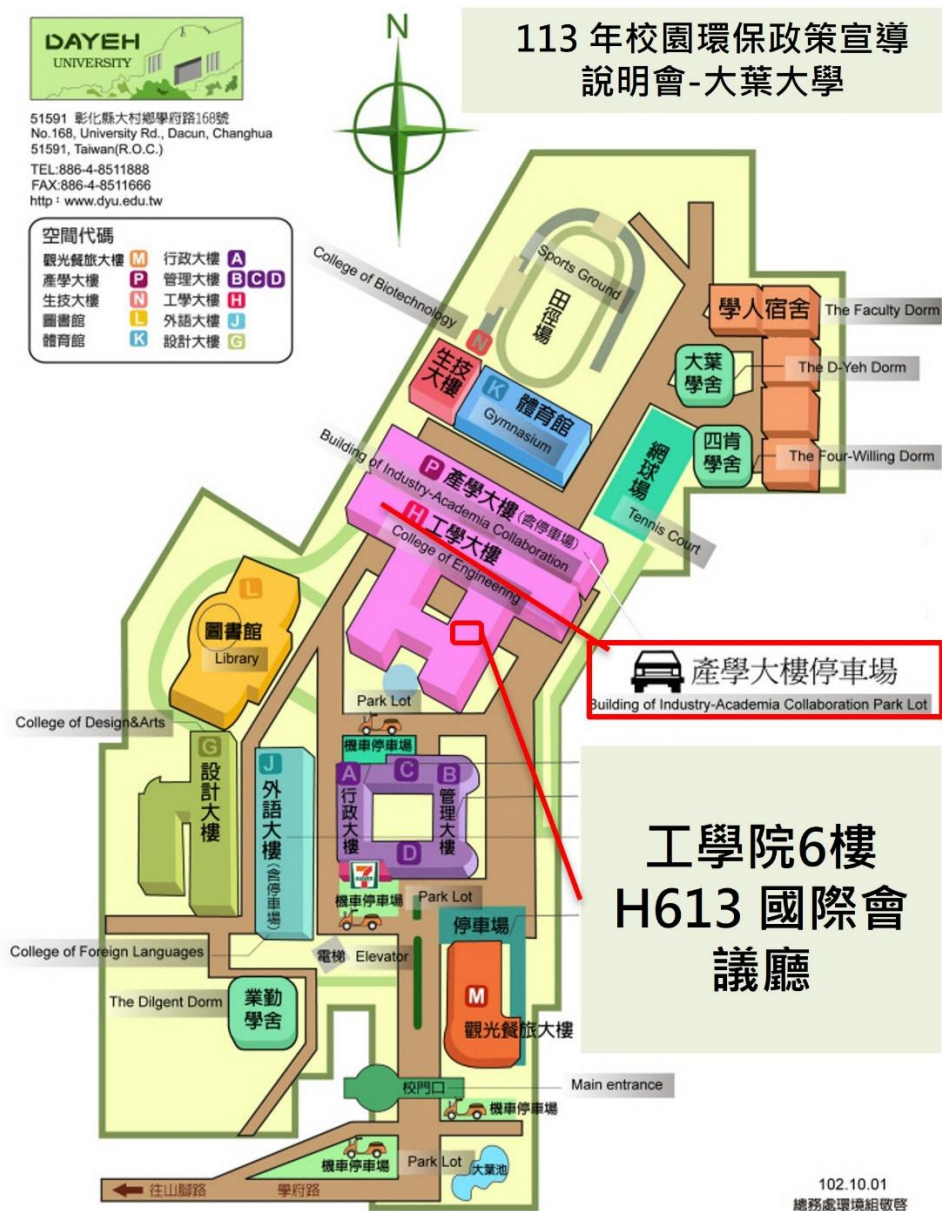 DAYEH
UNIVERSITY
N
113 年校園環保政策宣導
說明會-大葉大學
51591 彰化縣大村鄉學府路168號
No.168, University Rd., Dacun, Changhua
51591, Taiwan(R.O.C.)
TEL:886-4-8511888
FAX:886-4-8511666
http：www.dyu.edu.tw
空間代碼
觀光餐旅大樓 M 行政大樓 A
產學大樓 P 管理大樓 B C D
生技大樓 N 工學大樓 H
圖書館 L 外語大樓 J
體育館 K 設計大樓 G
College of Biotechnology
Sports Ground
田徑場
學人宿舍
The Faculty Dorm
大葉
學舍
The D-Yeh Dorm
N
生技
大樓
K 體育館
Gymnasium
四肯
學舍
The Four-Willing Dorm
網球場
Tennis Court
P 產學大樓(含停車場)
Building of Industry-Academia Collaboration
H 工學大樓
College of Engineering
L
圖書館
Library
產學大樓停車場
Building of Industry-Academia Collaboration Park Lot
Park Lot
機車停車場
College of Design&Arts
G
設計大樓
J
外語大樓(含停車場)
A
行政大樓
C
B
管理大樓
D
7
ELEVEN
機車停車場
Park Lot
工學院6樓
H613 國際會
議廳
College of Foreign Languages
電梯 Elevator
停車場
M
觀光餐旅大樓
The Dilgent Dorm
業勤
學舍
校門口
Main entrance
機車停車場
機車停車場
Park Lot
大葉池
往山腳路
學府路
102.10.01
總務處環境組敬啓